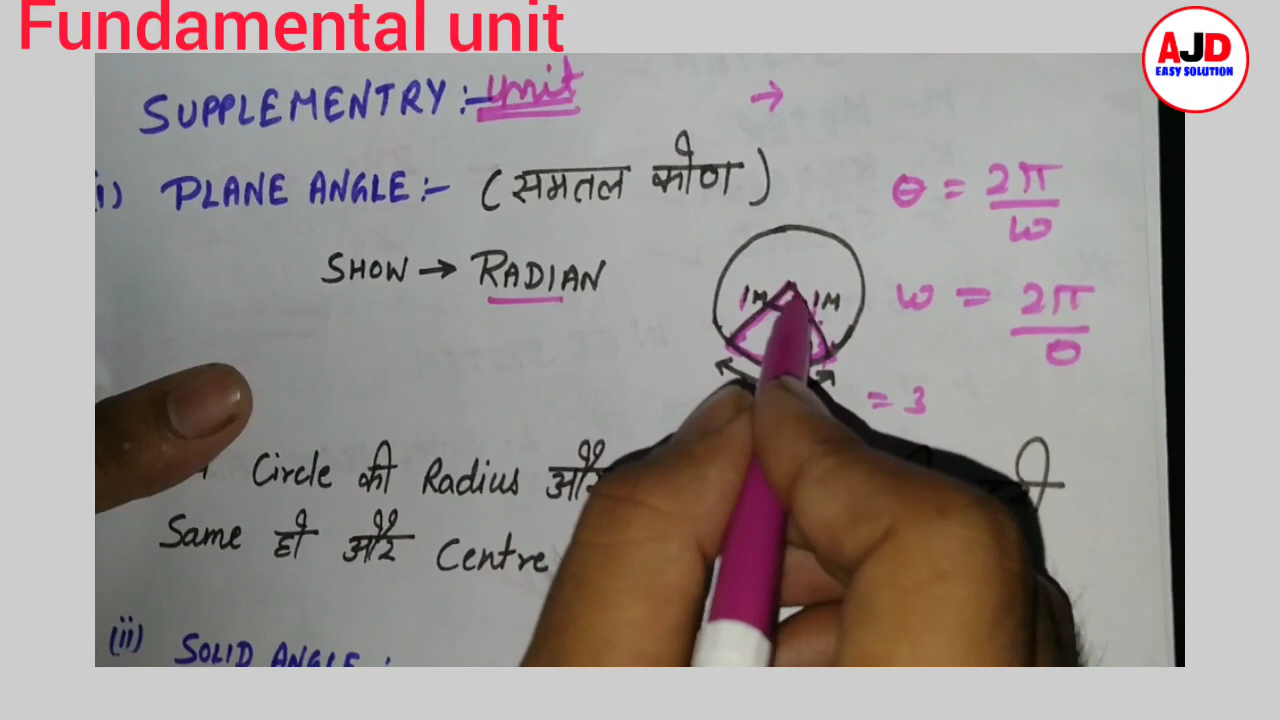 Fundamental unit
AJD
EASY SOLUTION
SUPPLEMENTRY :- unit →
i) PLANE ANGLE :- (समतल कोण)
θ = 2π / ω
SHOW → RADIAN
1M 1M
ω = 2π / θ
= 3
Circle की Radius और
Same हो और Centre
(ii) SOLID ANGLE :